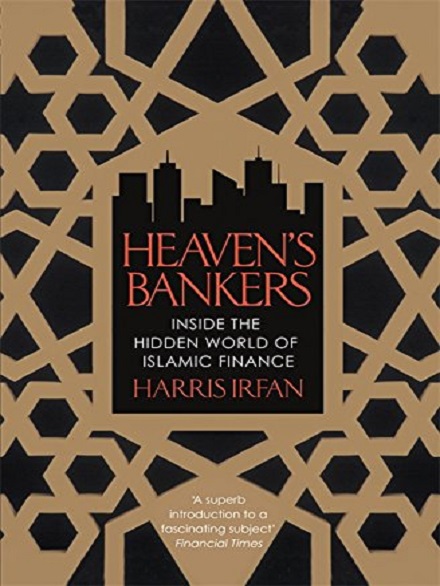 HEAVEN'S
BANKERS
INSIDE THE
HIDDEN WORLD OF
ISLAMIC FINANCE
HARRIS IRFAN
'A superb
introduction to a
fascinating subject'
Financial Times